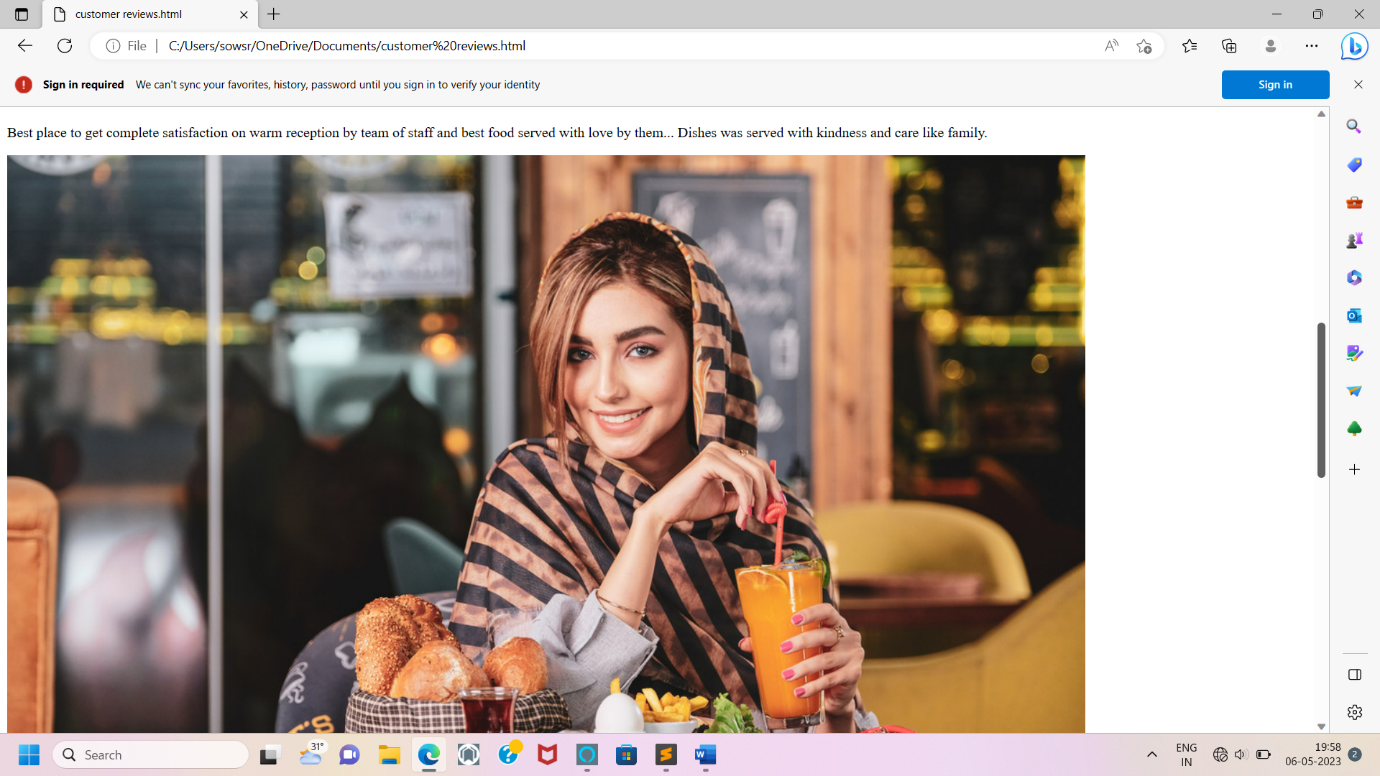 customer reviews.html
File
C:/Users/sowsr/OneDrive/Documents/customer%20reviews.html
Sign in required We can't sync your favorites, history, password until you sign in to verify your identity
Sign in
Best place to get complete satisfaction on warm reception by team of staff and best food served with love by them... Dishes was served with kindness and care like family.
31°
Search
ENG
IN
19:58
06-05-2023
2